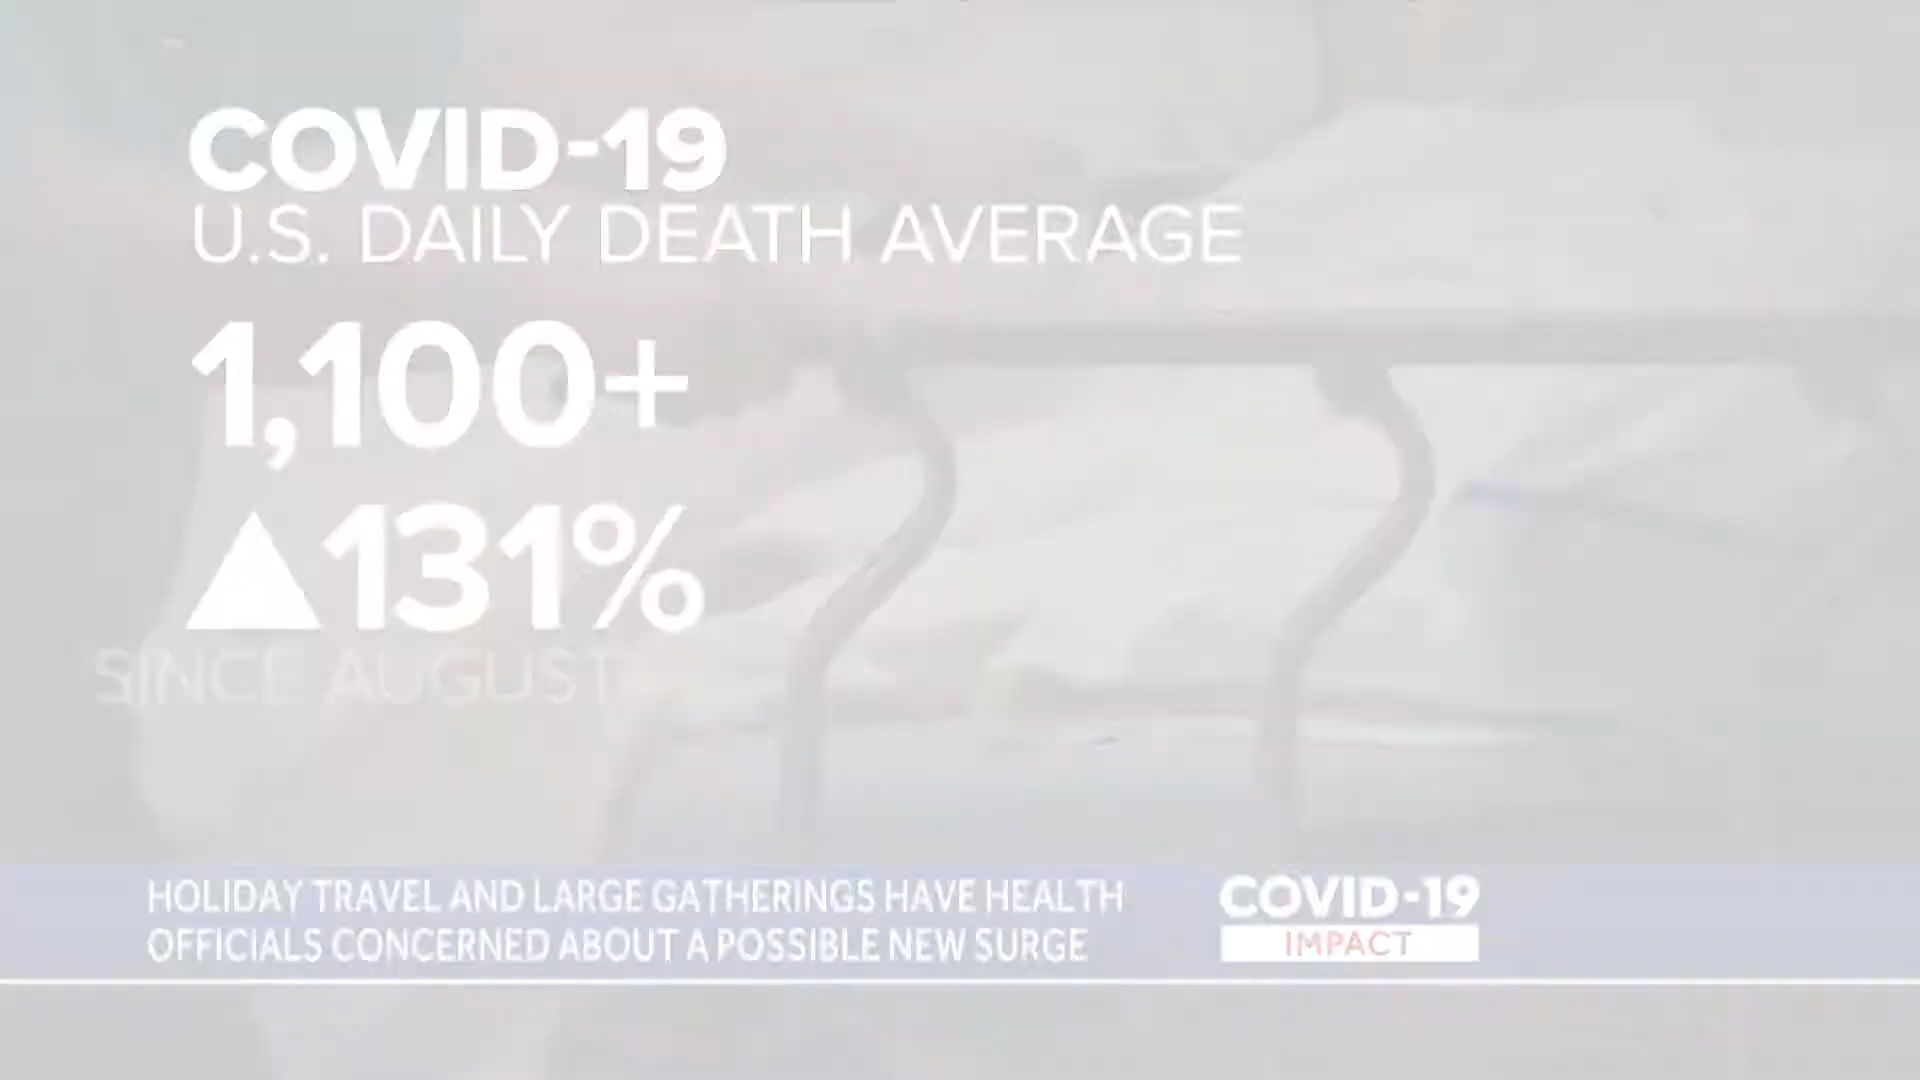 COVID-19
U.S. DAILY DEATH AVERAGE
1,100+
▲131%
SINCE AUGUST
HOLIDAY TRAVEL AND LARGE GATHERINGS HAVE HEALTH
OFFICIALS CONCERNED ABOUT A POSSIBLE NEW SURGE
COVID-19
IMPACT